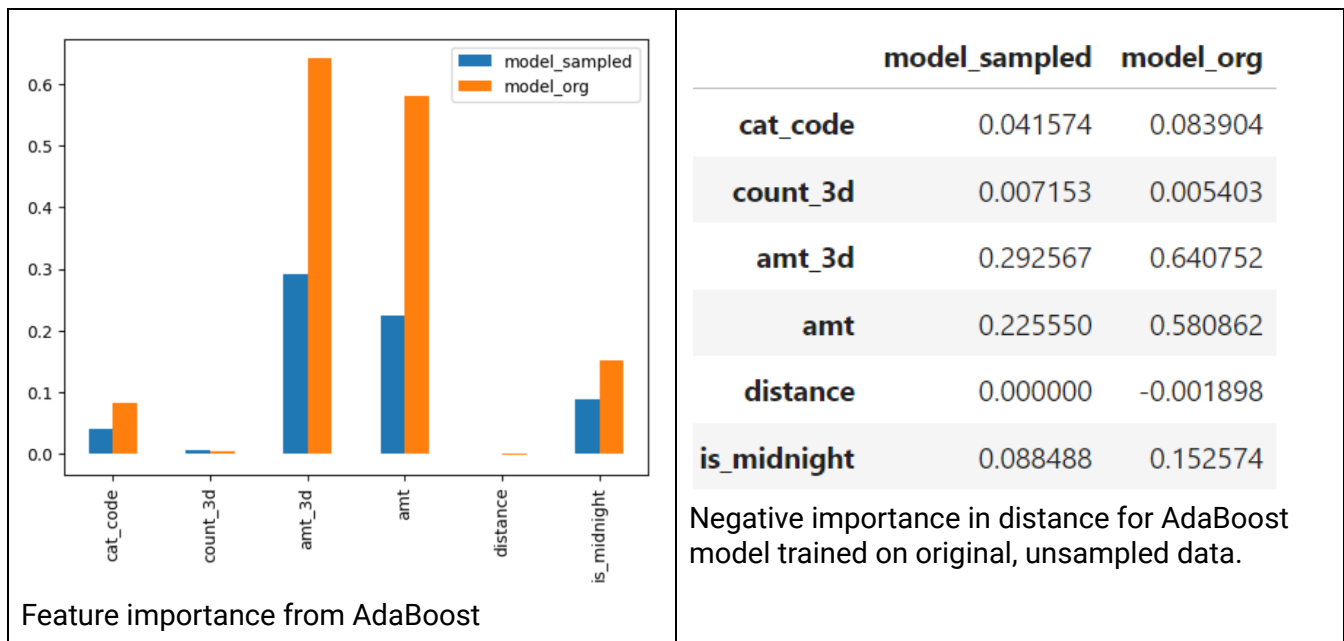 0.6
0.5
0.4
0.3
0.2
0.1
0.0
model_sampled
model_org
cat_code
count_3d
amt_3d
amt
distance
is_midnight
Feature importance from AdaBoost
model_sampled model_org
cat_code 0.041574 0.083904
count_3d 0.007153 0.005403
amt_3d 0.292567 0.640752
amt 0.225550 0.580862
distance 0.000000 -0.001898
is_midnight 0.088488 0.152574
Negative importance in distance for AdaBoost
model trained on original, unsampled data.